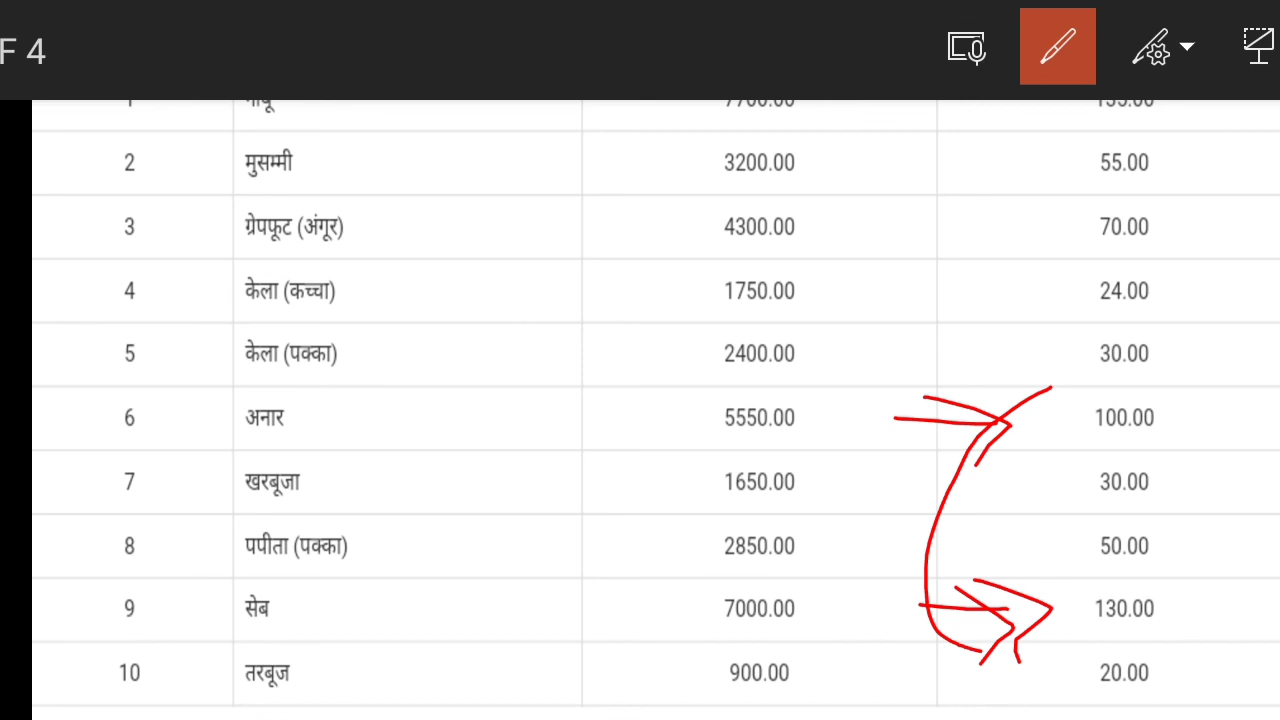 F 4
2 मुसम्मी 3200.00 55.00
3 ग्रेपफूट (अंगूर) 4300.00 70.00
4 केला (कच्चा) 1750.00 24.00
5 केला (पक्का) 2400.00 30.00
6 अनार 5550.00 100.00
7 खरबूजा 1650.00 30.00
8 पपीता (पक्का) 2850.00 50.00
9 सेब 7000.00 130.00
10 तरबूज 900.00 20.00